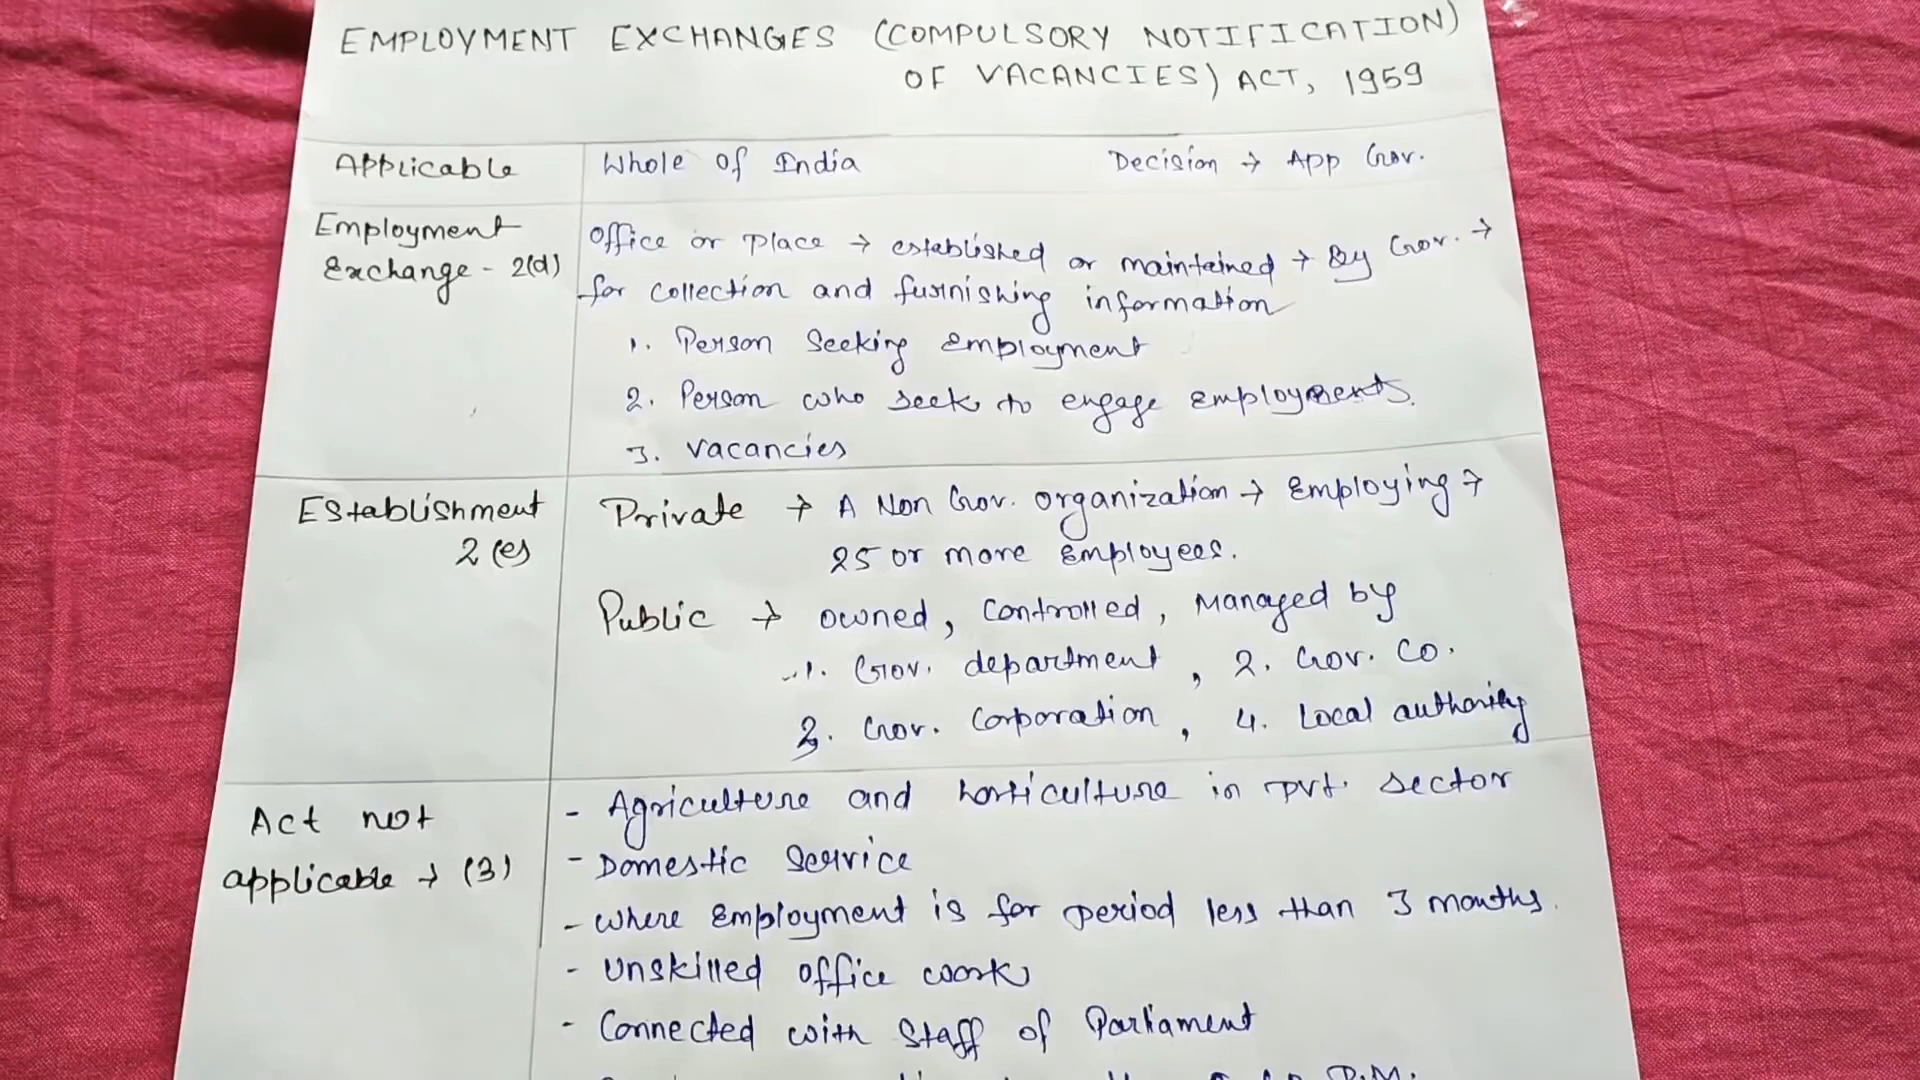 EMPLOYMENT EXCHANGES (COMPULSORY NOTIFICATION)
OF VACANCIES) ACT, 1959
Applicable
Whole of India Decision → App Gov.
Employment
Exchange - 2(d)
Office or place → established or maintained → By Gov. →
for collection and furnishing information
1. Person Seeking employment
2. Person who seek to engage employments.
3. vacancies
Establishment
2(e)
Private → A Non Gov. organization → Employing →
25 or more employees.
Public → owned, controlled, Managed by
1. Gov. department, 2. Gov. Co.
3. Gov. Corporation, 4. Local authority
Act not
applicable → (3)
- Agriculture and horticulture in pvt. sector
- Domestic Service
- where employment is for period less than 3 months.
- unskilled office work
- Connected with staff of Parliament
P.M.